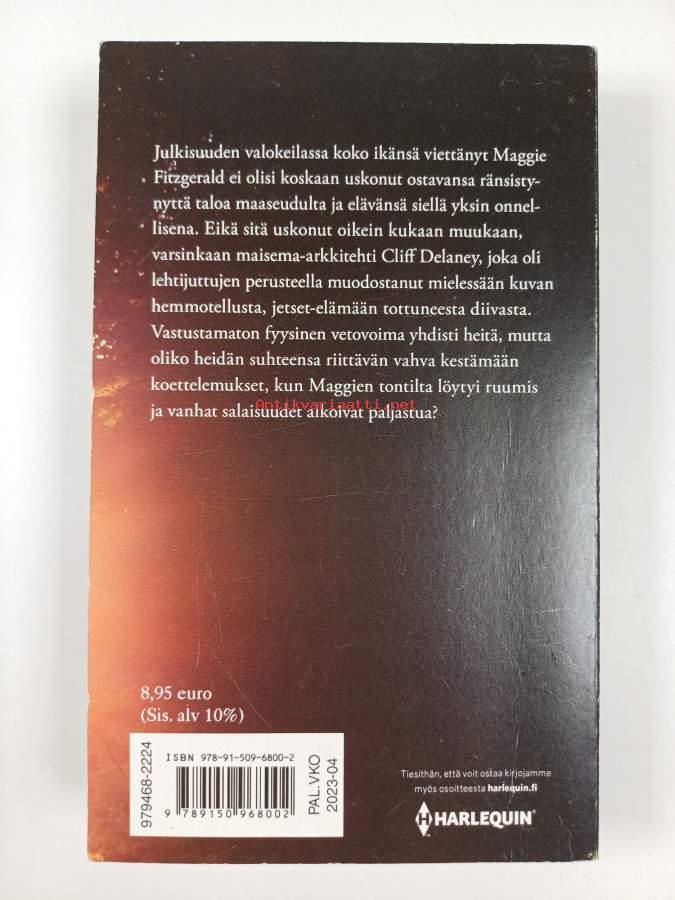 Julkisuuden valokeilassa koko ikänsä viettänyt Maggie
Fitzgerald ei olisi koskaan uskonut ostavansa ränsisty-
nyttä taloa maaseudulta ja elävänsä siellä yksin onnel-
lisena. Eikä sitä uskonut oikein kukaan muukaan,
varsinkaan maisema-arkkitehti Cliff Delaney, joka oli
lehtijuttujen perusteella muodostanut mielessään kuvan
hemmotellusta, jetset-elämään tottuneesta diivasta.
Vastustamaton fyysinen vetovoima yhdisti heitä, mutta
oliko heidän suhteensa riittävän vahva kestämään
koettelemukset, kun Maggien tontilta löytyi ruumis
Antikvariaatti.net
ja vanhat salaisuudet alkoivat paljastua?
8,95 euro
(Sis. alv 10%)
979468-2224
ISBN 978-91-509-6800-2
9 789150 968002
PAL.VKO
2023-04
Tiesithän, että voit ostaa kirjojamme
myös osoitteesta harlequin.fi
H HARLEQUIN